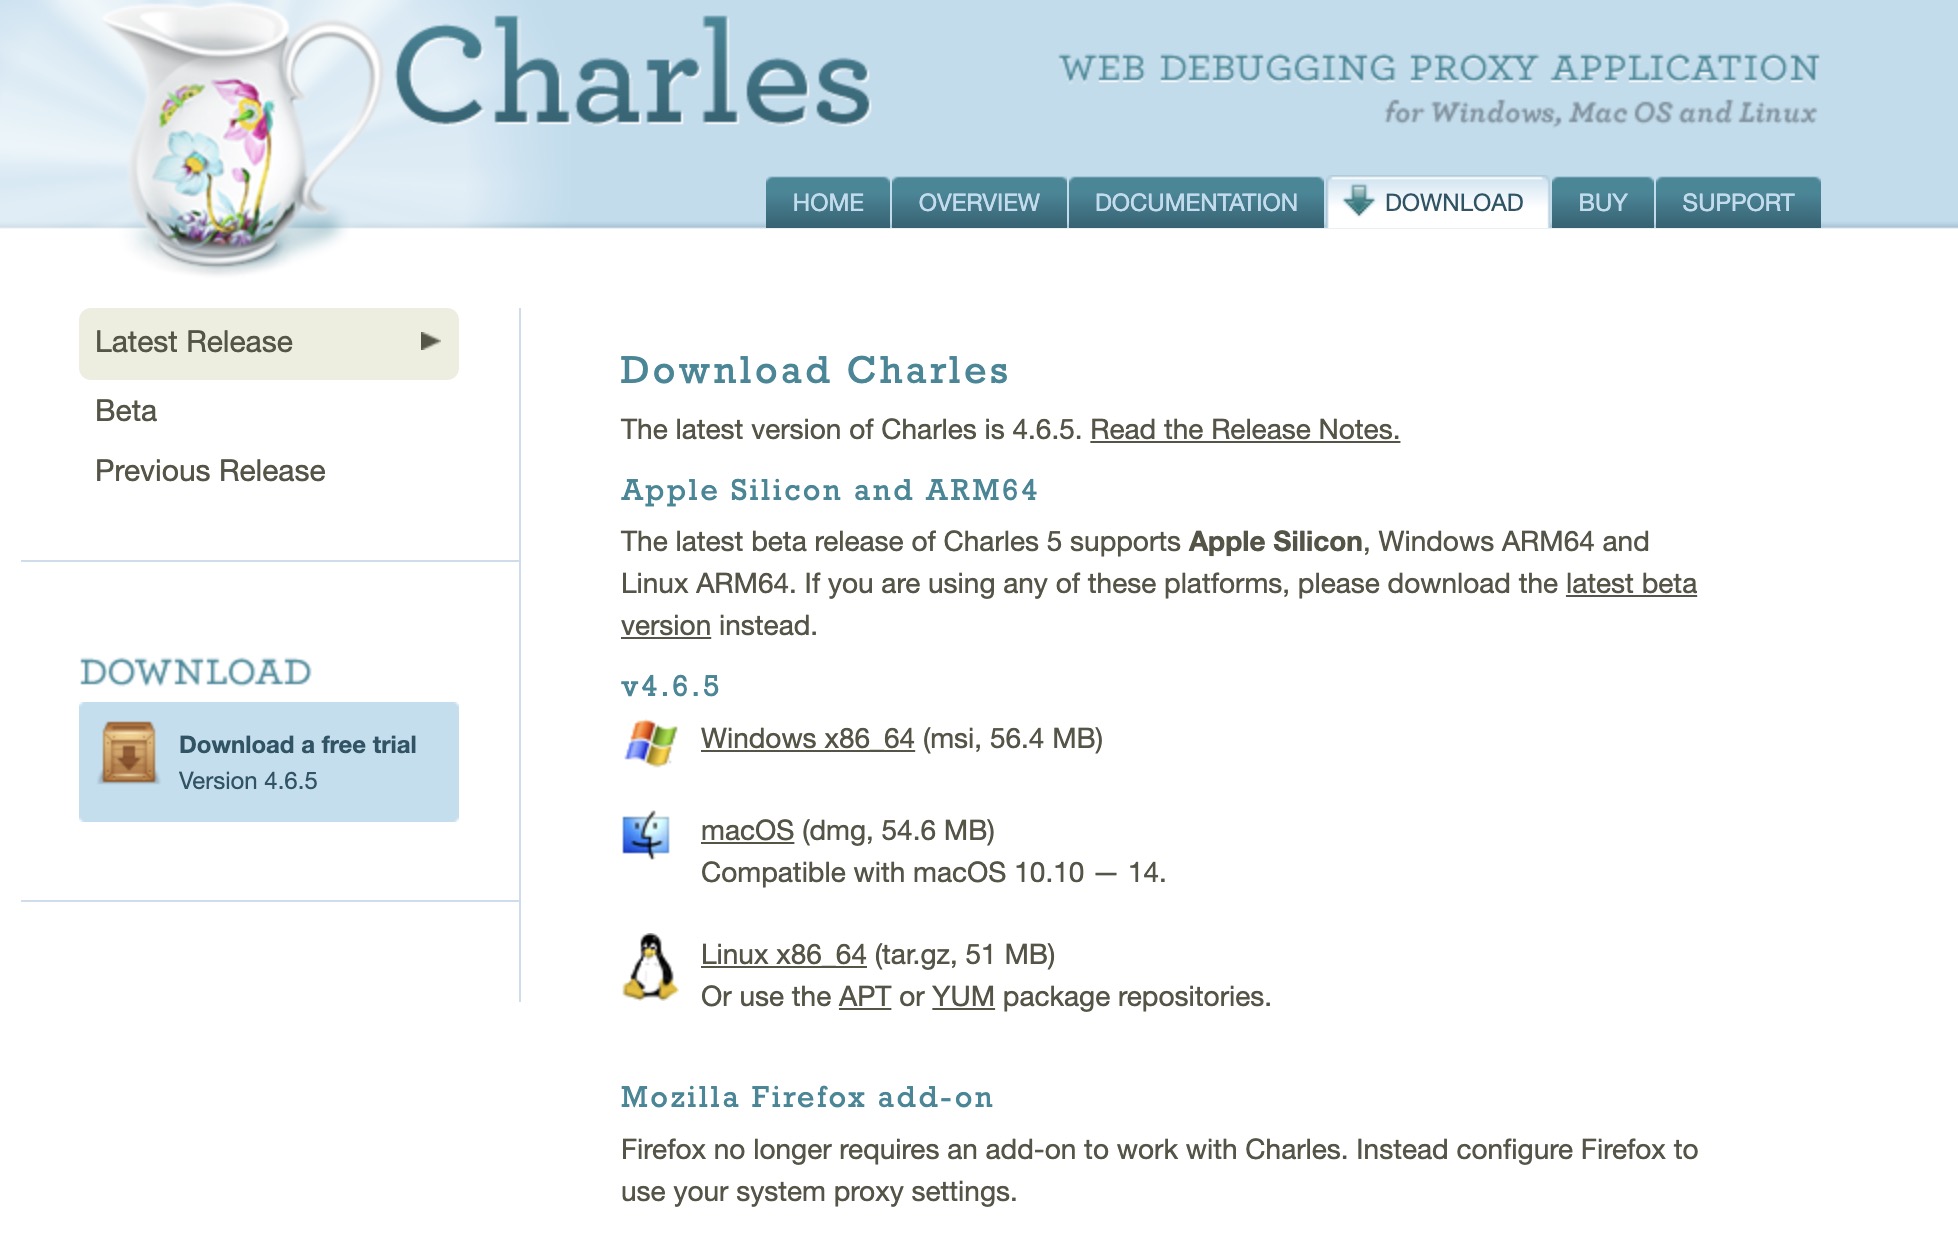 Charles
WEB DEBUGGING PROXY APPLICATION
for Windows, Mac OS and Linux
HOME
OVERVIEW
DOCUMENTATION
DOWNLOAD
BUY
SUPPORT
Latest Release
Beta
Previous Release
DOWNLOAD
Download a free trial
Version 4.6.5
Download Charles
The latest version of Charles is 4.6.5. Read the Release Notes.
Apple Silicon and ARM64
The latest beta release of Charles 5 supports Apple Silicon, Windows ARM64 and
Linux ARM64. If you are using any of these platforms, please download the latest beta
version instead.
v4.6.5
Windows x86_64 (msi, 56.4 MB)
macOS (dmg, 54.6 MB)
Compatible with macOS 10.10 — 14.
Linux x86_64 (tar.gz, 51 MB)
Or use the APT or YUM package repositories.
Mozilla Firefox add-on
Firefox no longer requires an add-on to work with Charles. Instead configure Firefox to
use your system proxy settings.